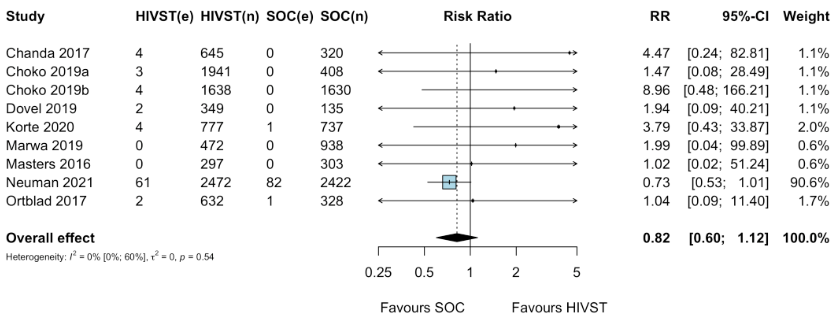 Study HIVST(e) HIVST(n) SOC(e) SOC(n) Risk Ratio RR 95%-CI Weight
Chanda 2017 4 645 0 320 4.47 [0.24; 82.81] 1.1%
Choko 2019a 3 1941 0 408 1.47 [0.08; 28.49] 1.1%
Choko 2019b 4 1638 0 1630 8.96 [0.48; 166.21] 1.1%
Dovel 2019 2 349 0 135 1.94 [0.09; 40.21] 1.1%
Korte 2020 4 777 1 737 3.79 [0.43; 33.87] 2.0%
Marwa 2019 0 472 0 938 1.99 [0.04; 99.89] 0.6%
Masters 2016 0 297 0 303 1.02 [0.02; 51.24] 0.6%
Neuman 2021 61 2472 82 2422 0.73 [0.53; 1.01] 90.6%
Ortblad 2017 2 632 1 328 1.04 [0.09; 11.40] 1.7%
Overall effect 0.82 [0.60; 1.12] 100.0%
Heterogeneity: I² = 0% [0%; 60%], τ² = 0, p = 0.54
0.25 0.5 1 2 5
Favours SOC Favours HIVST